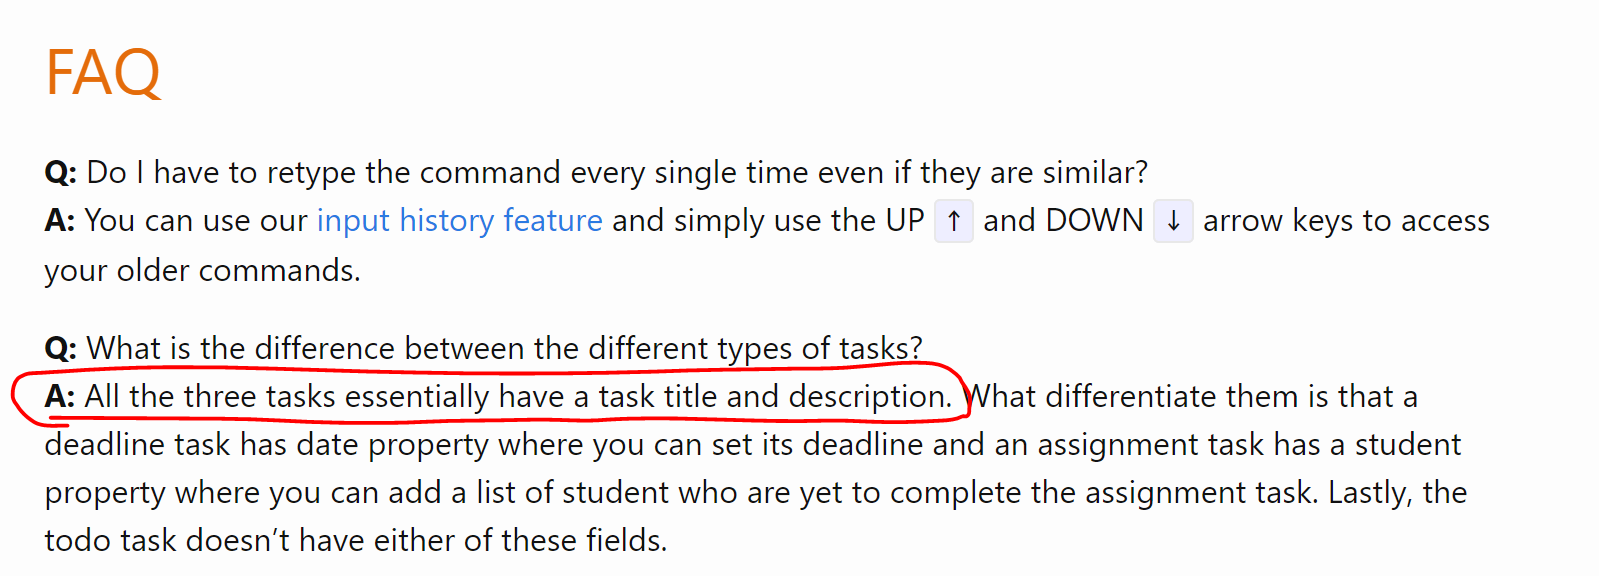 FAQ
Q: Do I have to retype the command every single time even if they are similar?
A: You can use our input history feature and simply use the UP ↑ and DOWN ↓ arrow keys to access
your older commands.
Q: What is the difference between the different types of tasks?
A: All the three tasks essentially have a task title and description. What differentiate them is that a
deadline task has date property where you can set its deadline and an assignment task has a student
property where you can add a list of student who are yet to complete the assignment task. Lastly, the
todo task doesn’t have either of these fields.